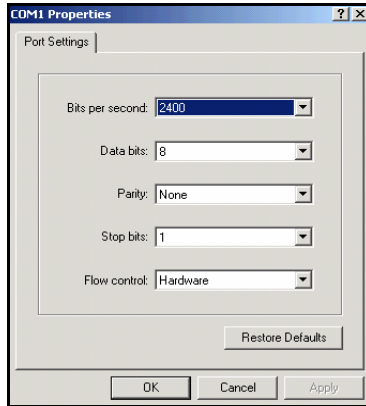 COM1 Properties
Port Settings
Bits per second: 2400
Data bits: 8
Parity: None
Stop bits: 1
Flow control: Hardware
Restore Defaults
OK Cancel Apply